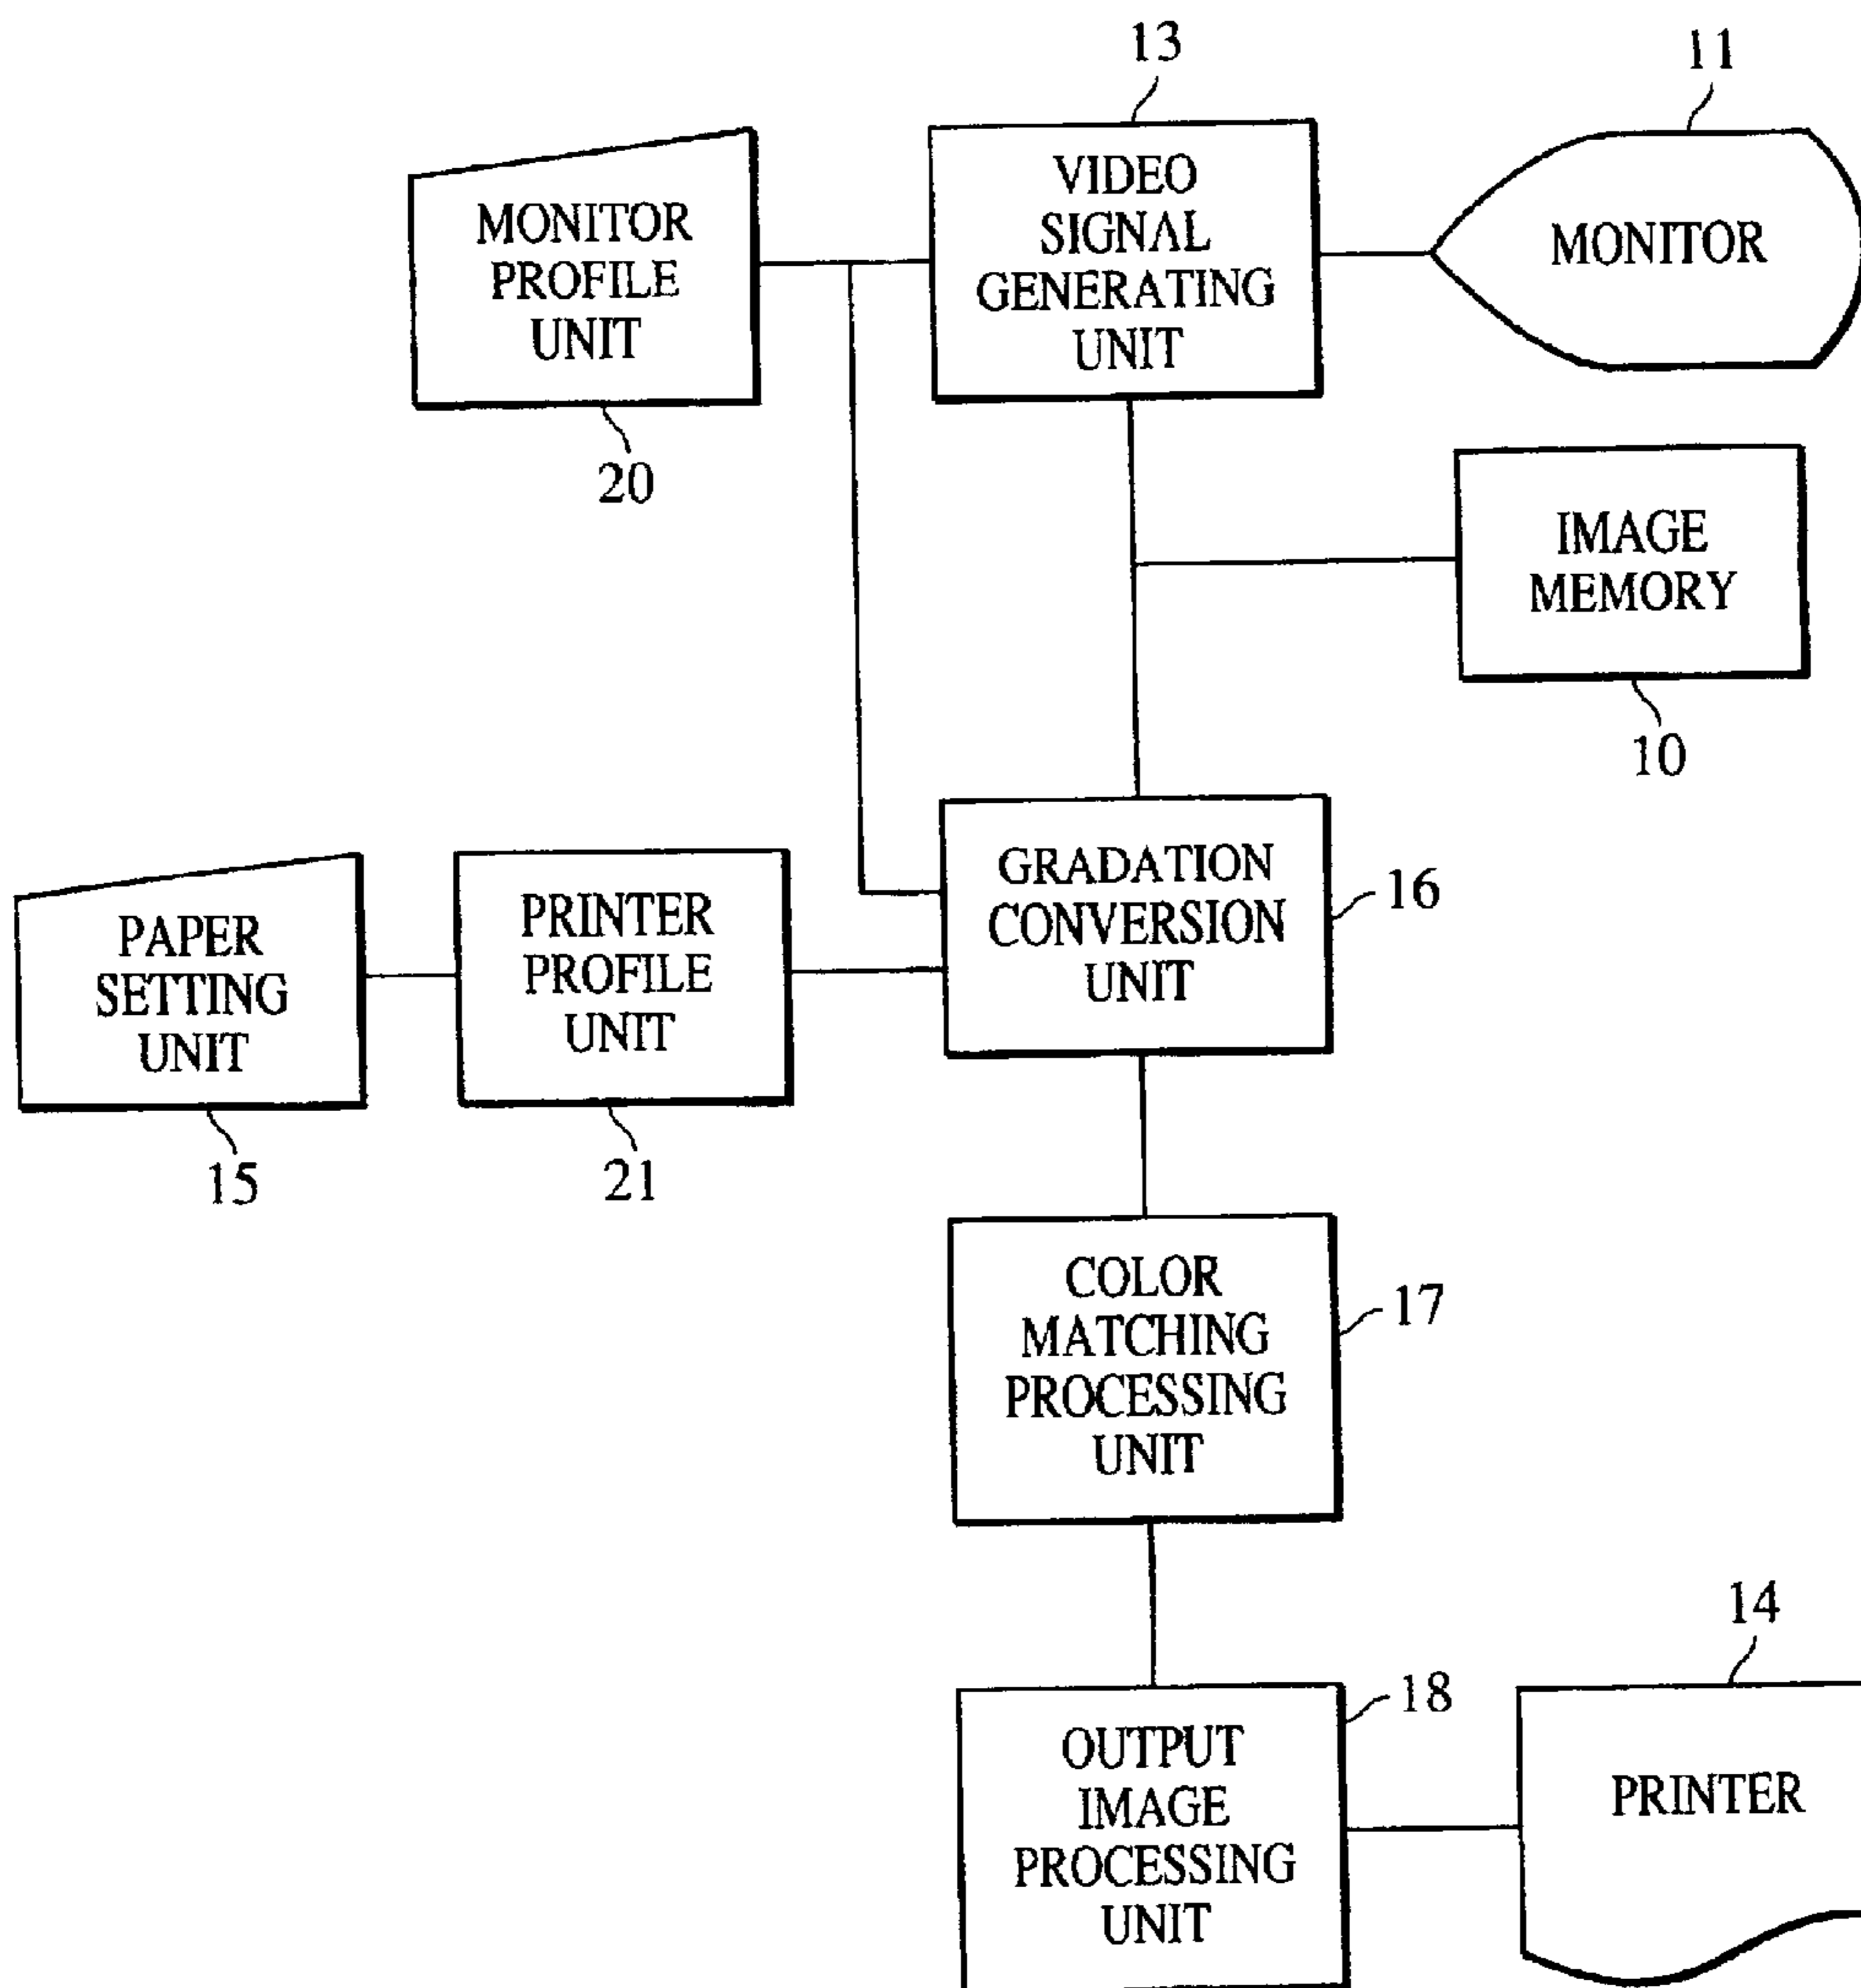 13
11
MONITOR
PROFILE
UNIT
20
VIDEO
SIGNAL
GENERATING
UNIT
MONITOR
IMAGE
MEMORY
10
PAPER
SETTING
UNIT
15
PRINTER
PROFILE
UNIT
21
GRADATION
CONVERSION
UNIT
16
COLOR
MATCHING
PROCESSING
UNIT
17
OUTPUT
IMAGE
PROCESSING
UNIT
18
14
PRINTER